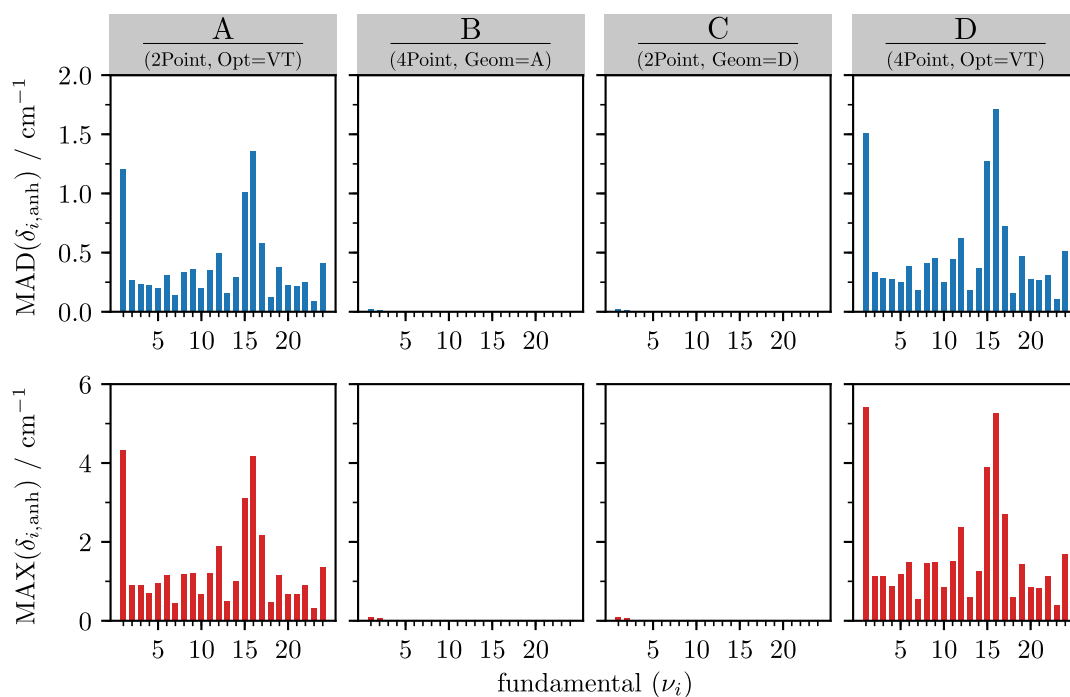 A B C D
(2Point, Opt=VT) (4Point, Geom=A) (2Point, Geom=D) (4Point, Opt=VT)
MAD(δi,anh) / cm−1
2.0
1.5
1.0
0.5
0.0
5 10 15 20 5 10 15 20 5 10 15 20 5 10 15 20
MAX(δi,anh) / cm−1
6
4
2
0
5 10 15 20 5 10 15 20 5 10 15 20 5 10 15 20
fundamental (νi)